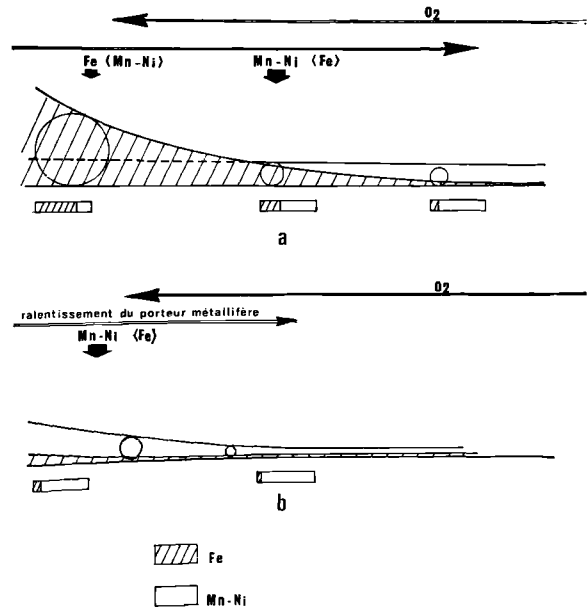 O2
Fe (Mn-Ni) Mn-Ni (Fe)
a
O2
ralentissement du porteur métallifère
Mn-Ni (Fe)
b
Fe
Mn-Ni